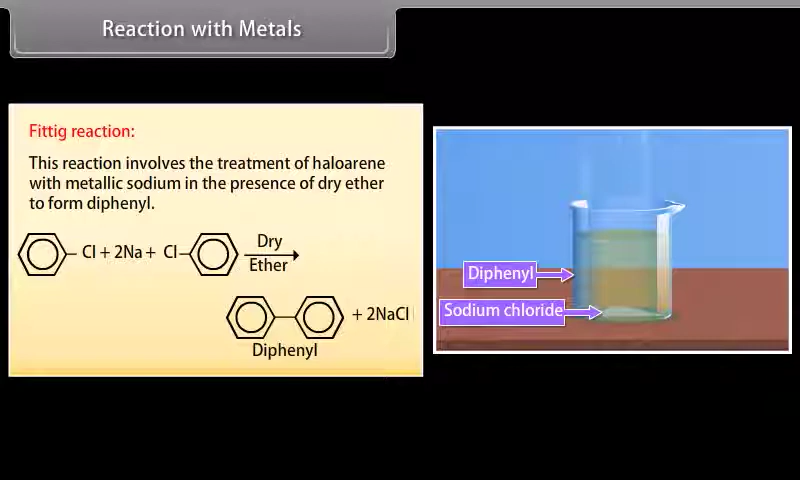 Reaction with Metals
Fittig reaction:
This reaction involves the treatment of haloarene
with metallic sodium in the presence of dry ether
to form diphenyl.
Cl + 2Na + Cl
Dry
Ether
+ 2NaCl
Diphenyl
Diphenyl
Sodium chloride